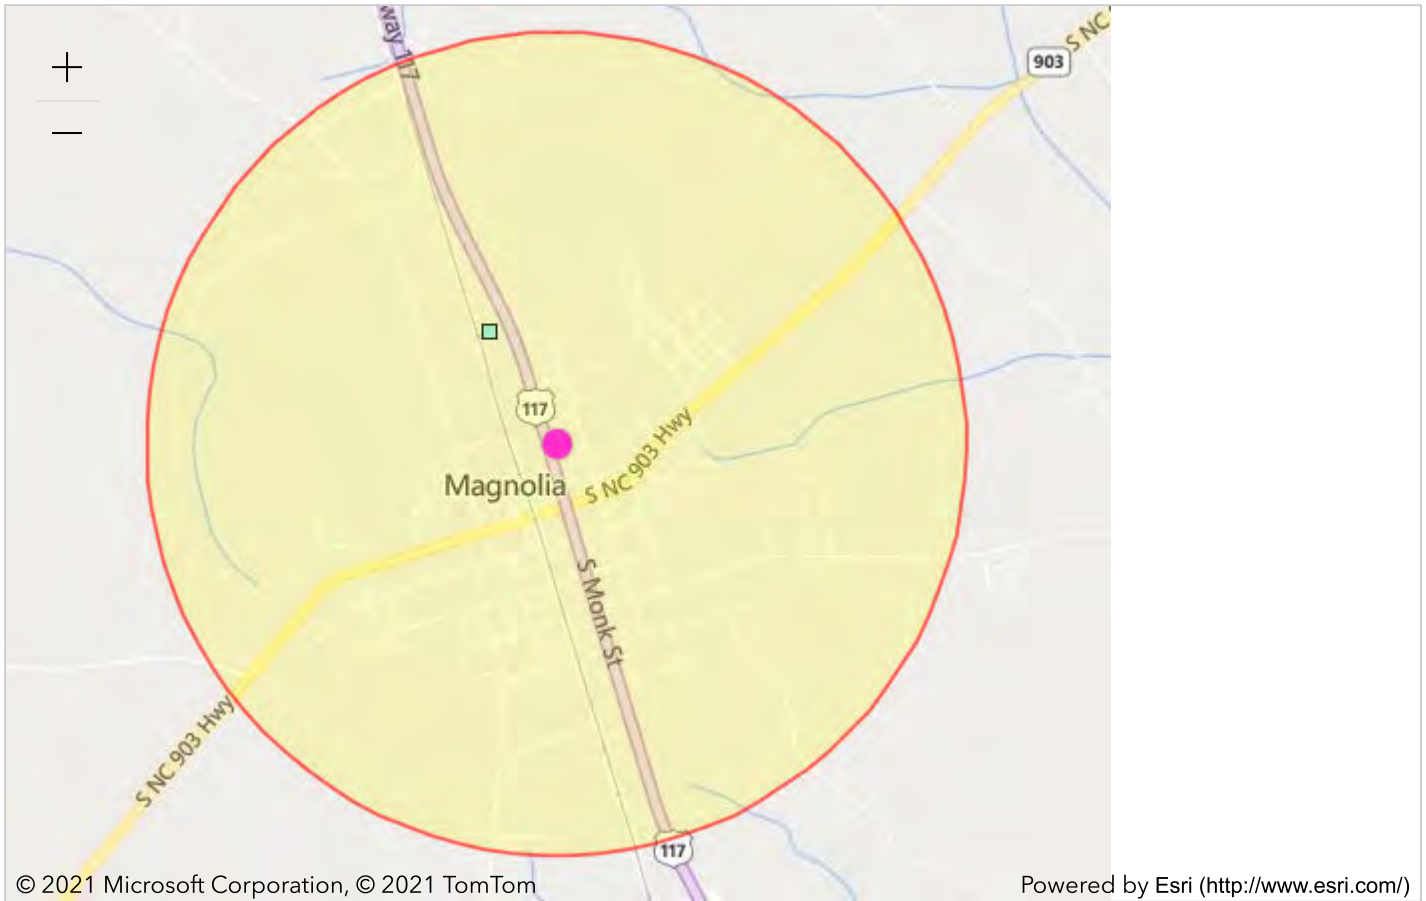 way 117
S NC
903
117
S NC 903 Hwy
Magnolia
S Monk St
S NC 903 Hwy
117
© 2021 Microsoft Corporation, © 2021 TomTom
Powered by Esri (http://www.esri.com/)